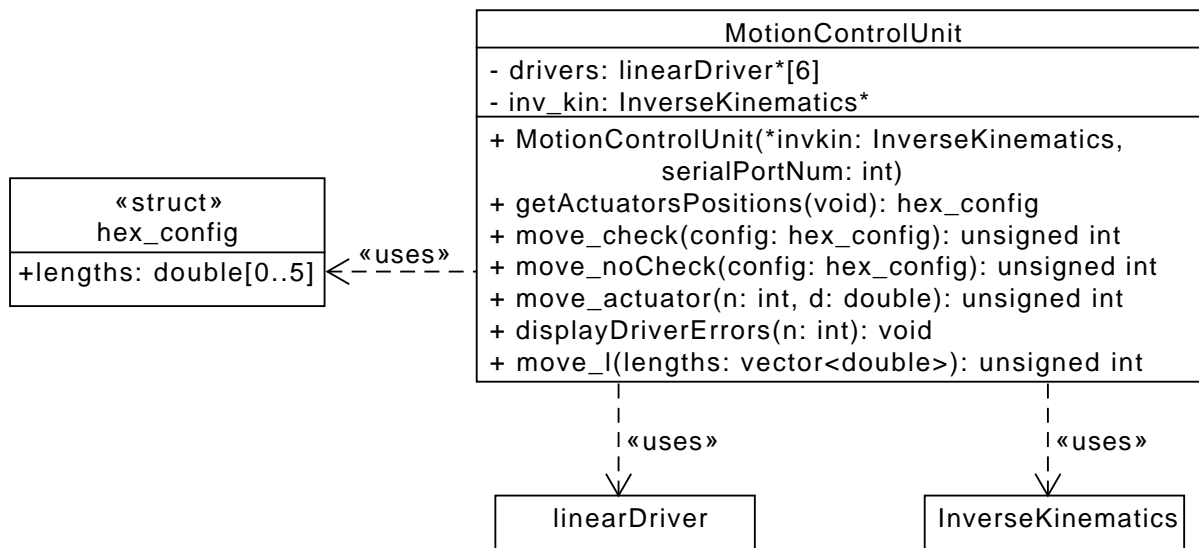 MotionControlUnit
- drivers: linearDriver*[6]
- inv_kin: InverseKinematics*
+ MotionControlUnit(*invkin: InverseKinematics,
serialPortNum: int)
+ getActuatorsPositions(void): hex_config
+ move_check(config: hex_config): unsigned int
+ move_noCheck(config: hex_config): unsigned int
+ move_actuator(n: int, d: double): unsigned int
+ displayDriverErrors(n: int): void
+ move_l(lengths: vector<double>): unsigned int
«struct»
hex_config
+lengths: double[0..5]
«uses»
«uses»
«uses»
linearDriver
InverseKinematics